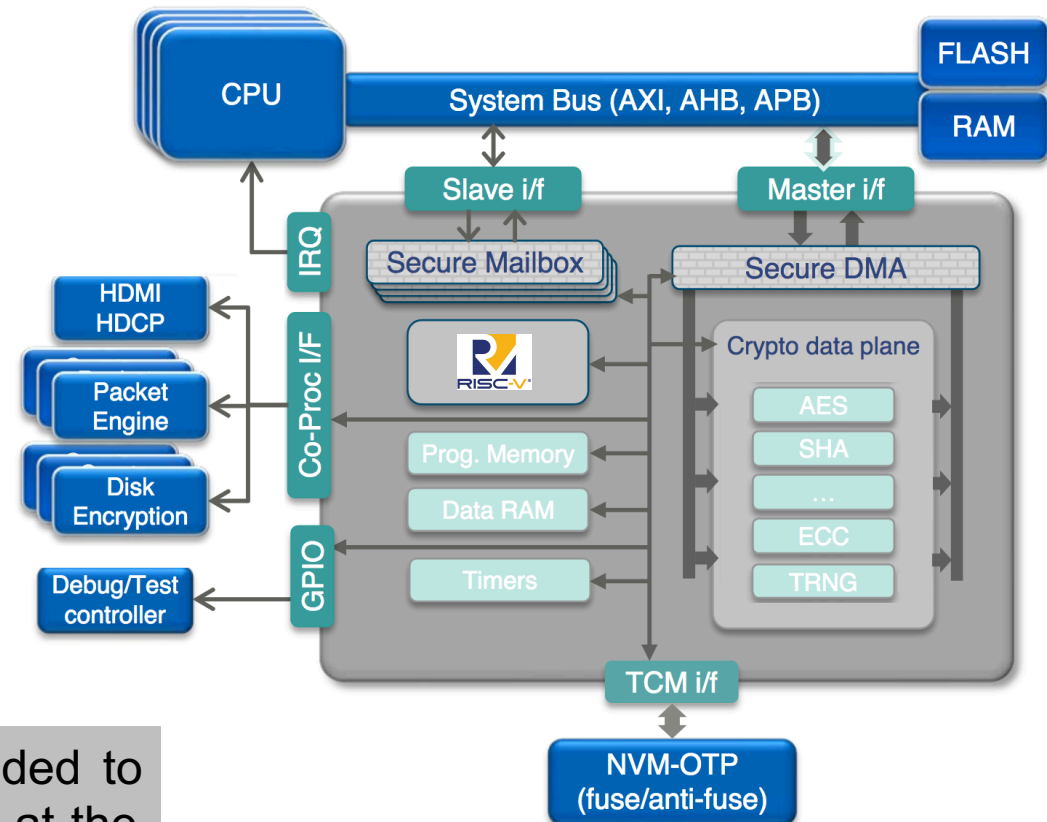 FLASH
CPU
System Bus (AXI, AHB, APB)
RAM
Slave i/f
Master i/f
IRQ
Secure Mailbox
Secure DMA
HDMI
HDCP
RISC-V®
Crypto data plane
Co-Proc I/F
Packet
Engine
AES
Prog. Memory
SHA
Disk
Encryption
Data RAM
...
ECC
GPIO
Timers
TRNG
Debug/Test
controller
TCM i/f
NVM-OTP
(fuse/anti-fuse)
ded to
at the